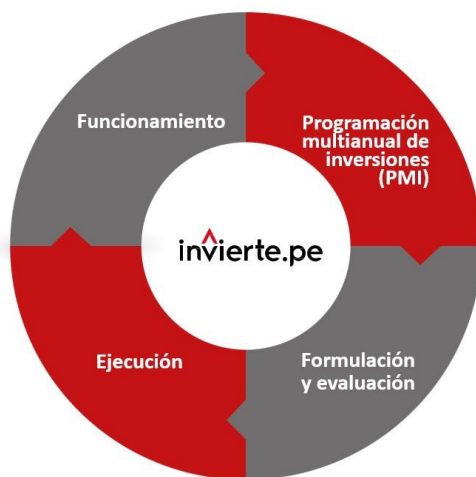 Funcionamiento
Programación
multianual de
inversiones
(PMI)
invierte.pe
Ejecución
Formulación
y evaluación